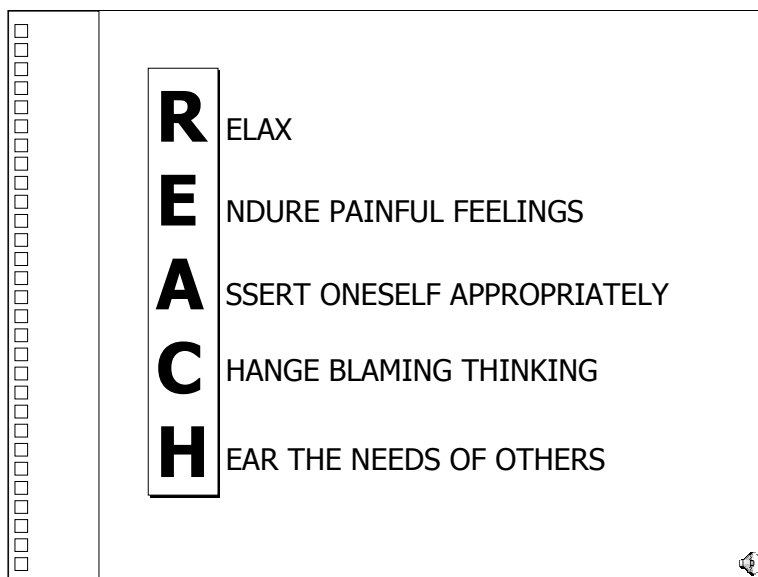 RELAX
ENDURE PAINFUL FEELINGS
ASSERT ONESELF APPROPRIATELY
CHANGE BLAMING THINKING
HEAR THE NEEDS OF OTHERS